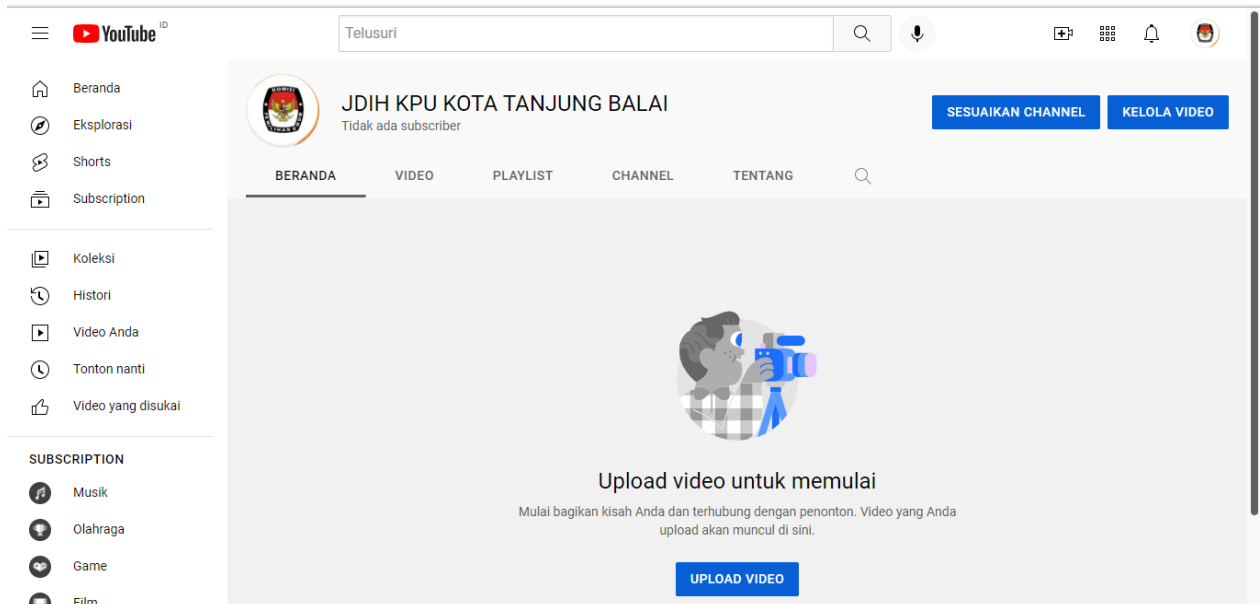 YouTube ID
Telusuri
Beranda
Eksplorasi
Shorts
Subscription
Koleksi
Histori
Video Anda
Tonton nanti
Video yang disukai
SUBSCRIPTION
Musik
Olahraga
Game
Film
JDIH KPU KOTA TANJUNG BALAI
Tidak ada subscriber
SESUAIKAN CHANNEL
KELOLA VIDEO
BERANDA VIDEO PLAYLIST CHANNEL TENTANG
Upload video untuk memulai
Mulai bagikan kisah Anda dan terhubung dengan penonton. Video yang Anda
upload akan muncul di sini.
UPLOAD VIDEO